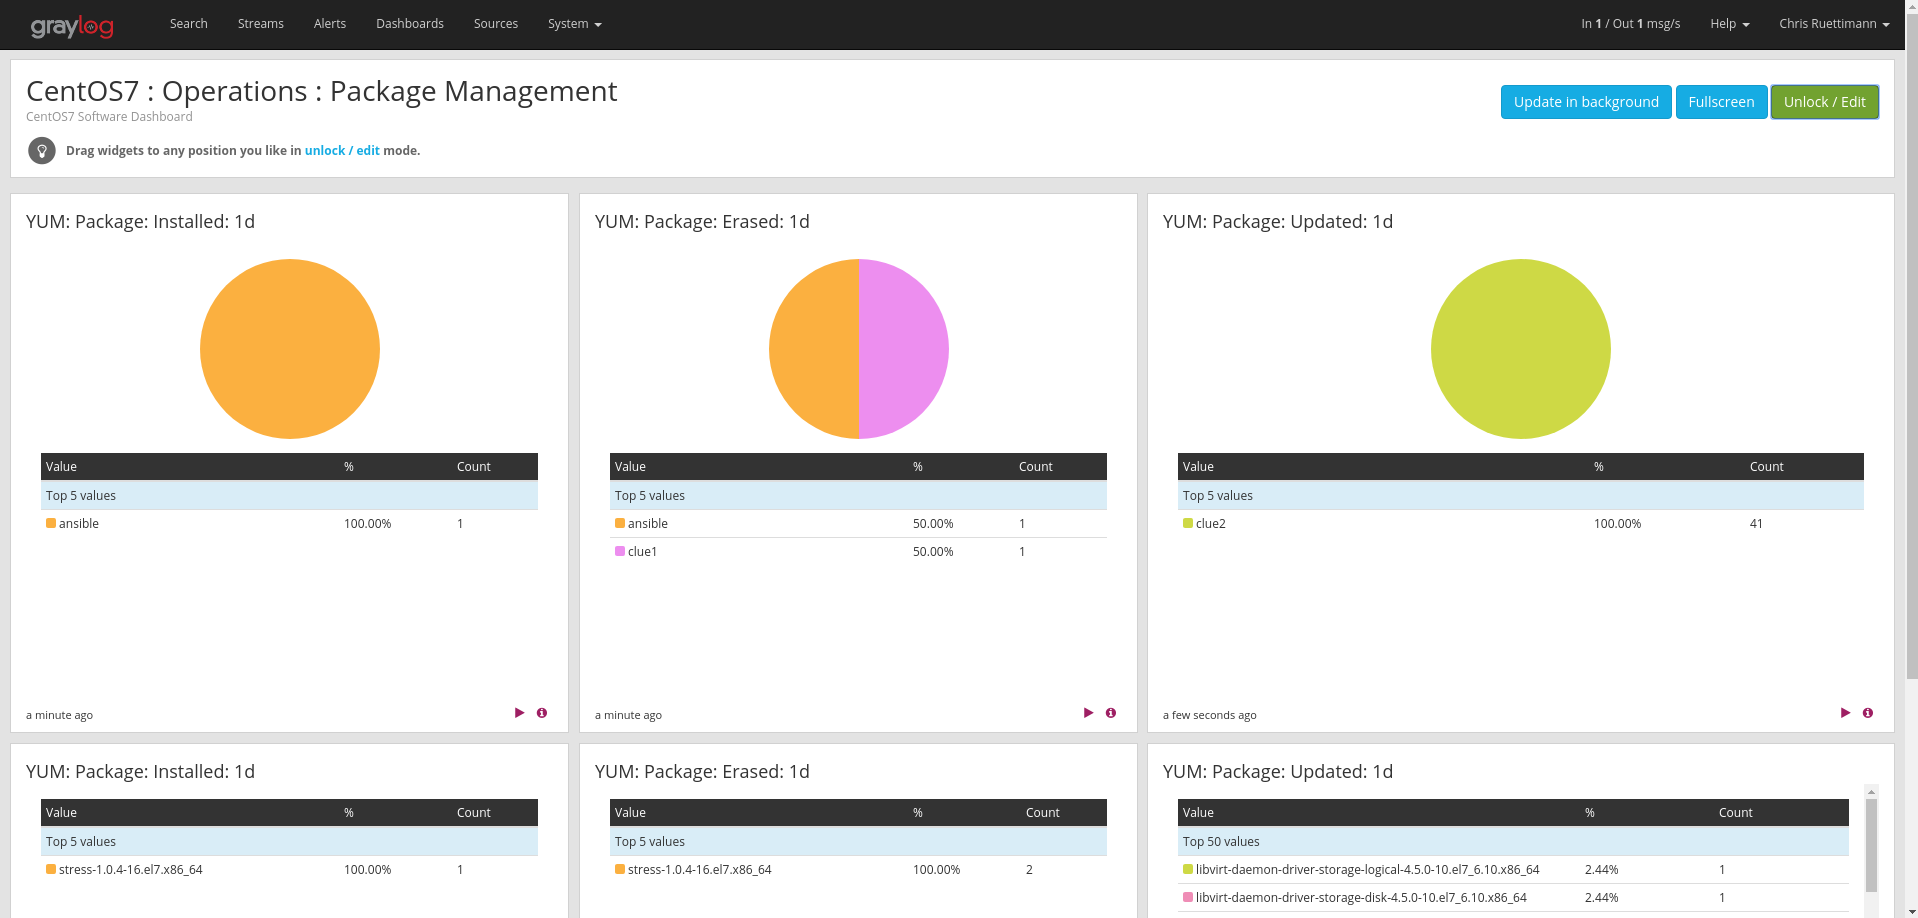 graylog Search Streams Alerts Dashboards Sources System In 1 / Out 1 msg/s Help Chris Ruettimann
CentOS7 : Operations : Package Management
Update in background Fullscreen Unlock / Edit
CentOS7 Software Dashboard
Drag widgets to any position you like in unlock / edit mode.
YUM: Package: Installed: 1d
Value % Count
Top 5 values
ansible 100.00% 1
a minute ago
YUM: Package: Erased: 1d
Value % Count
Top 5 values
ansible 50.00% 1
clue1 50.00% 1
a minute ago
YUM: Package: Updated: 1d
Value % Count
Top 5 values
clue2 100.00% 41
a few seconds ago
YUM: Package: Installed: 1d
Value % Count
Top 5 values
stress-1.0.4-16.el7.x86_64 100.00% 1
YUM: Package: Erased: 1d
Value % Count
Top 5 values
stress-1.0.4-16.el7.x86_64 100.00% 2
YUM: Package: Updated: 1d
Value % Count
Top 50 values
libvirt-daemon-driver-storage-logical-4.5.0-10.el7_6.10.x86_64 2.44% 1
libvirt-daemon-driver-storage-disk-4.5.0-10.el7_6.10.x86_64 2.44% 1